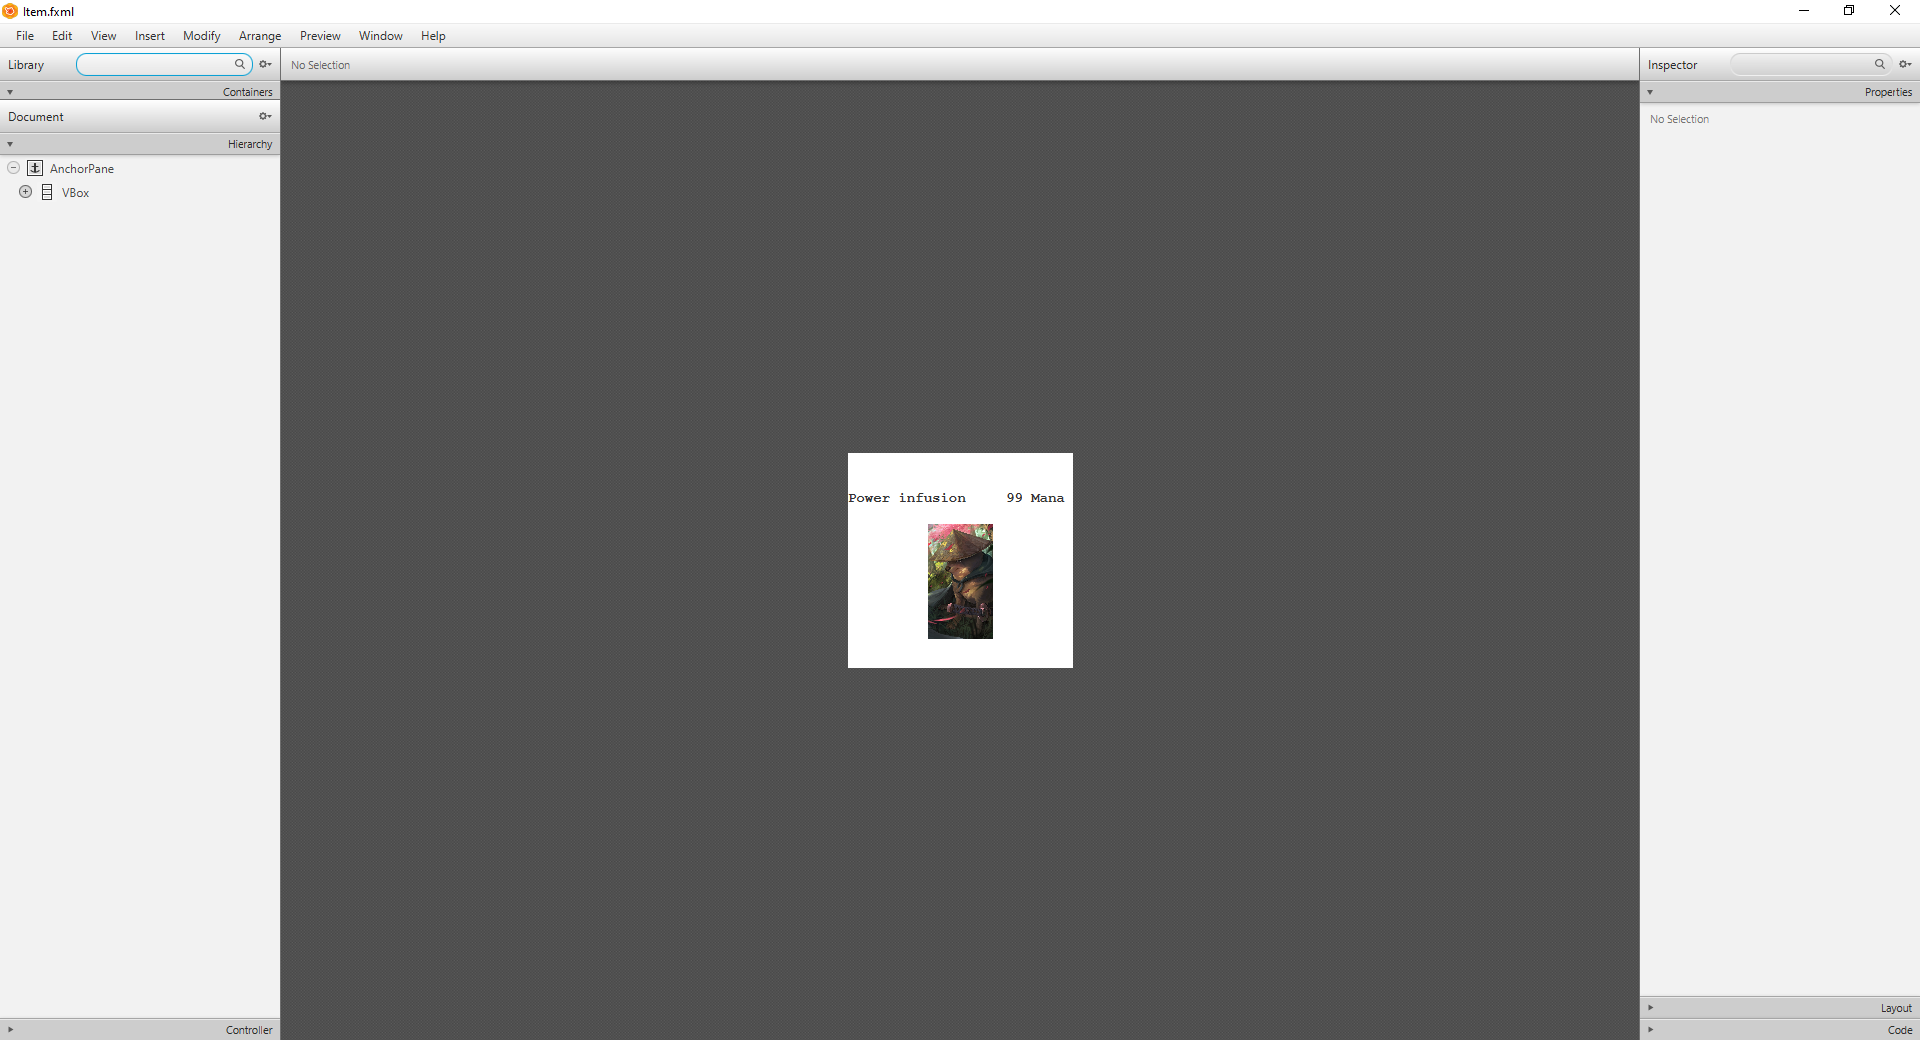 Item.fxml
File Edit View Insert Modify Arrange Preview Window Help
Library
No Selection
Inspector
Containers
Properties
Document
No Selection
Hierarchy
AnchorPane
VBox
Power infusion 99 Mana
Layout
Controller
Code